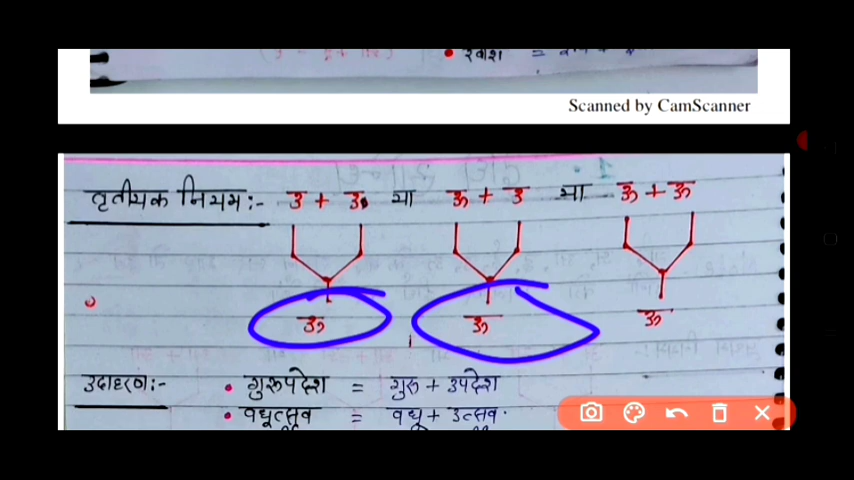 Scanned by CamScanner
तृतीयक नियम:- उ + उ या ऊ + उ या ऊ + ऊ
ऊ ऊ ऊ
उदाहरण:- • गुरुपदेश = गुरु + उपदेश
• वधूत्सव = वधू + उत्सव